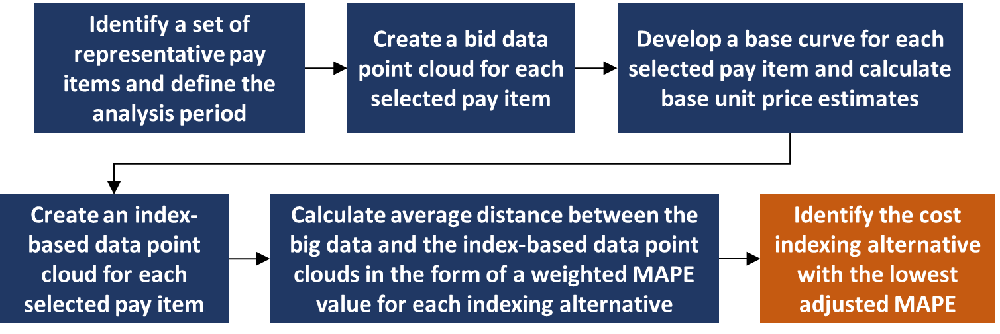 Identify a set of
representative pay
items and define the
analysis period
Create a bid data
point cloud for each
selected pay item
Develop a base curve for each
selected pay item and calculate
base unit price estimates
Create an index-
based data point
cloud for each
selected pay item
Calculate average distance between the
big data and the index-based data point
clouds in the form of a weighted MAPE
value for each indexing alternative
Identify the cost
indexing alternative
with the lowest
adjusted MAPE